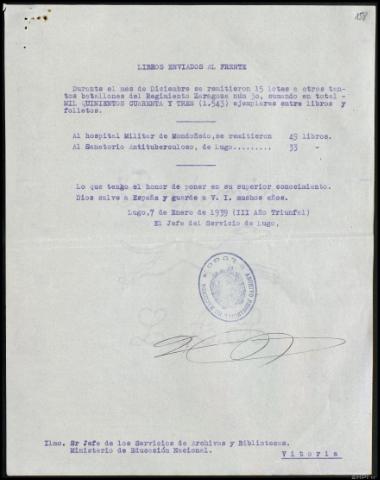 158
LIBROS ENVIADOS AL FRENTE
Durante el mes de Diciembre se remitieron 15 lotes a otros tan-
tos batallones del Regimiento Zaragoza núm 30, sumando en total -
MIL QUINIENTOS CUARENTA Y TRES (1.543) ejemplares entre libros y
folletos.
Al hospital Militar de Mondoñedo, se remitieron 49 libros.
Al Sanatorio Antituberculoso, de Lugo......... 33 -
Lo que tengo el honor de poner en su superior conocimiento.
Dios salve a España y guarde a V. I. muchos años.
Lugo, 7 de Enero de 1939 (III Año Triunfal)
El Jefe del Servicio de Lugo,
Ilmo. Sr Jefe de los Servicios de Archivos y Bibliotecas.
Ministerio de Educación Nacional. Vitoria